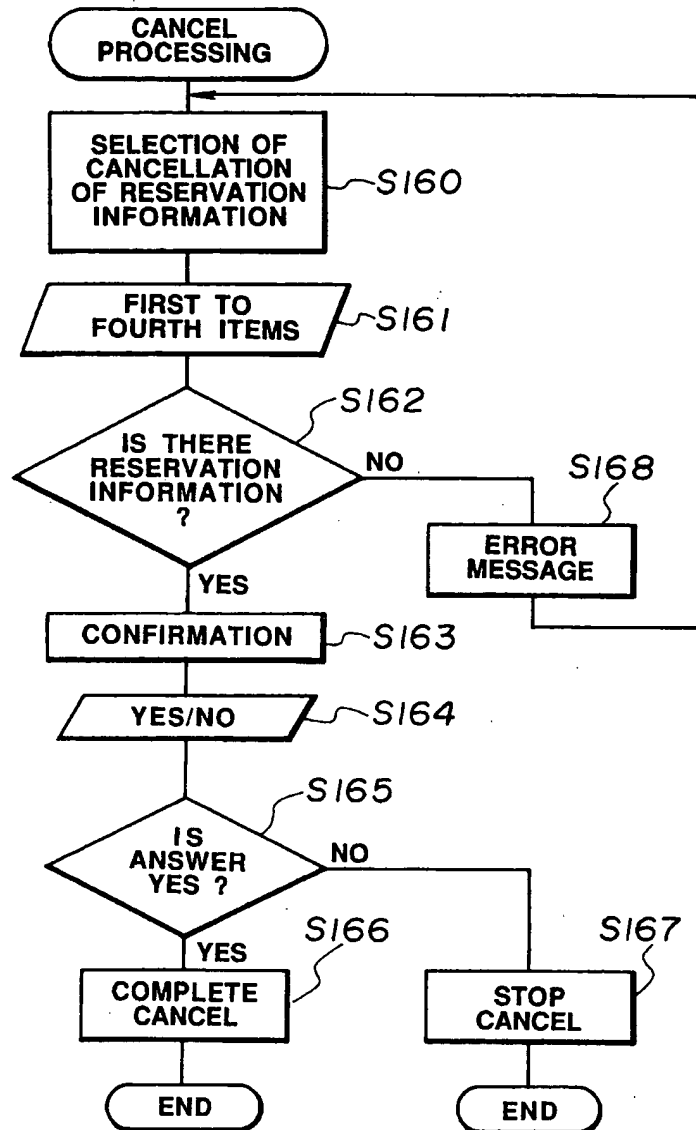 CANCEL
PROCESSING
SELECTION OF
CANCELLATION
OF RESERVATION
INFORMATION
S160
FIRST TO
FOURTH ITEMS
S161
S162
IS THERE
RESERVATION
INFORMATION
?
NO
S168
ERROR
MESSAGE
YES
CONFIRMATION
S163
YES/NO
S164
S165
IS
ANSWER
YES ?
NO
YES
S166
S167
COMPLETE
CANCEL
STOP
CANCEL
END
END